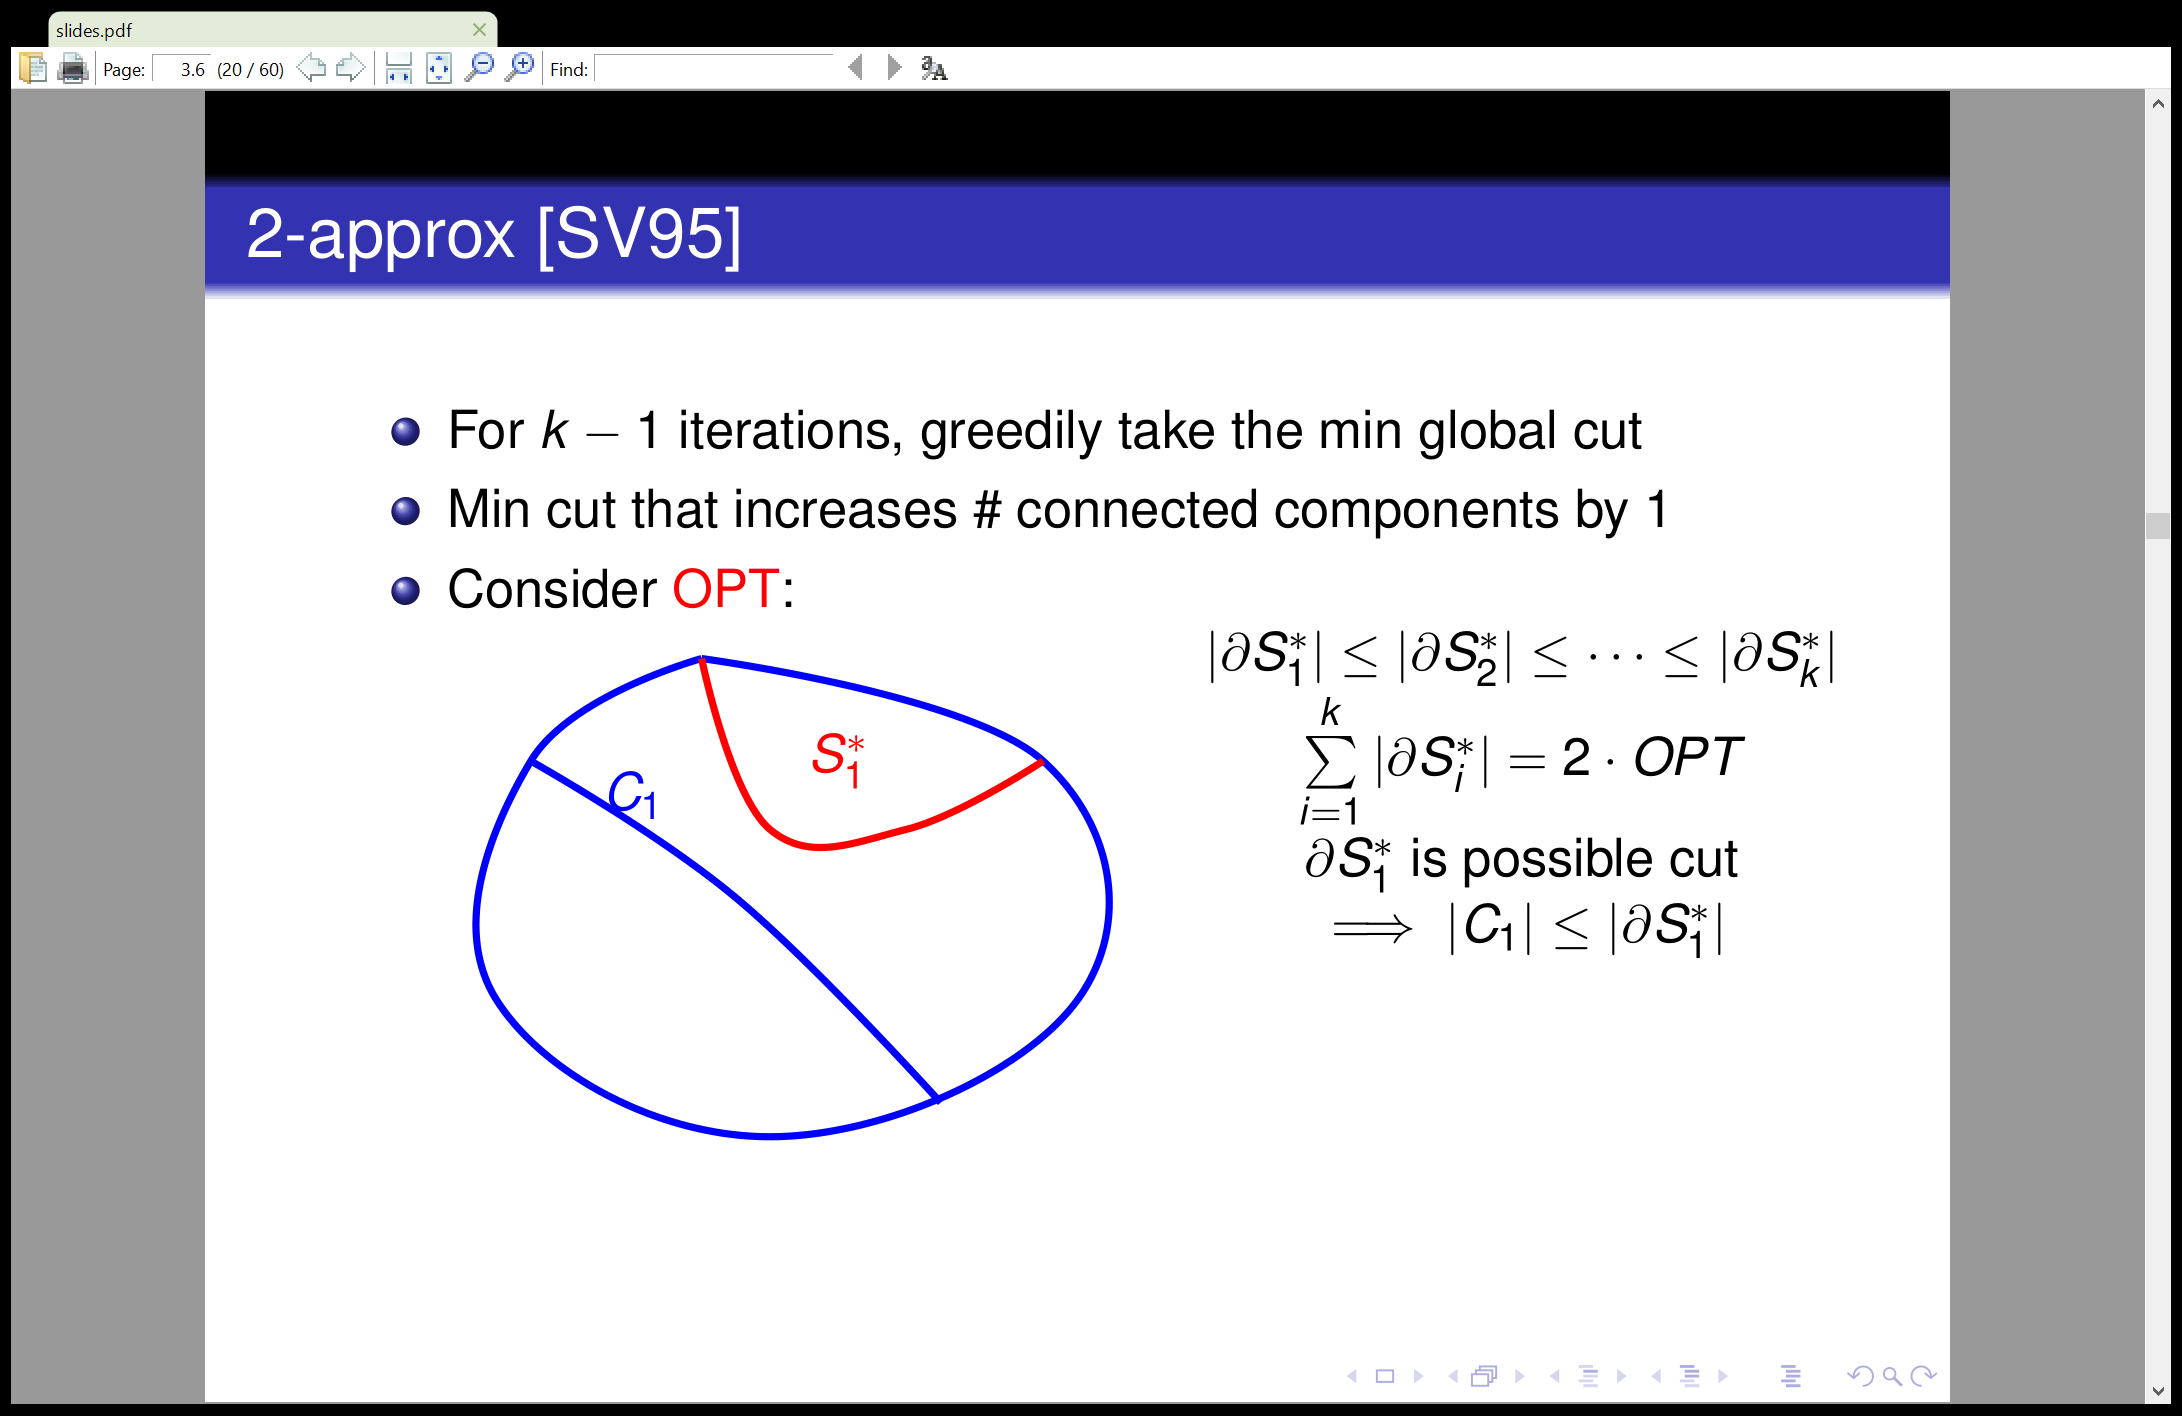 slides.pdf
Page: 3.6 (20 / 60) Find:
2-approx [SV95]
For k − 1 iterations, greedily take the min global cut
Min cut that increases # connected components by 1
Consider OPT:
|∂S₁*| ≤ |∂S₂*| ≤ ··· ≤ |∂Sₖ*|
∑ᵢ₌₁ᵏ |∂Sᵢ*| = 2 · OPT
∂S₁* is possible cut
⟹ |C₁| ≤ |∂S₁*|
S₁*
C₁